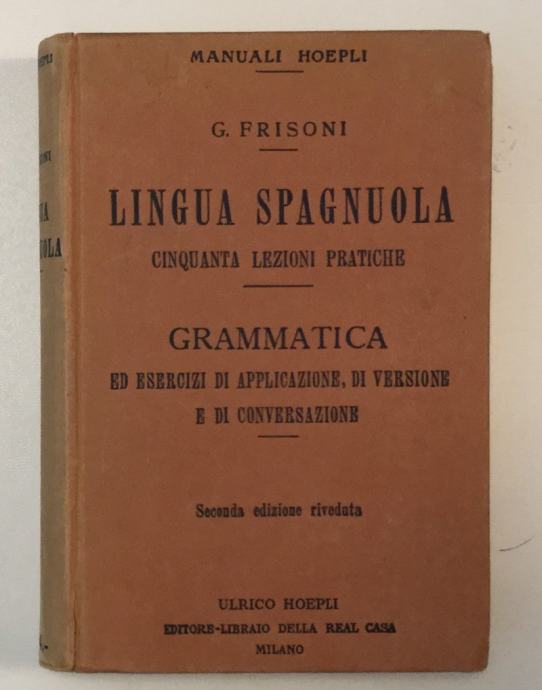 MANUALI HOEPLI
G. FRISONI
LINGUA SPAGNUOLA
CINQUANTA LEZIONI PRATICHE
GRAMMATICA
ED ESERCIZI DI APPLICAZIONE, DI VERSIONE
E DI CONVERSAZIONE
Seconda edizione riveduta
ULRICO HOEPLI
EDITORE-LIBRAIO DELLA REAL CASA
MILANO